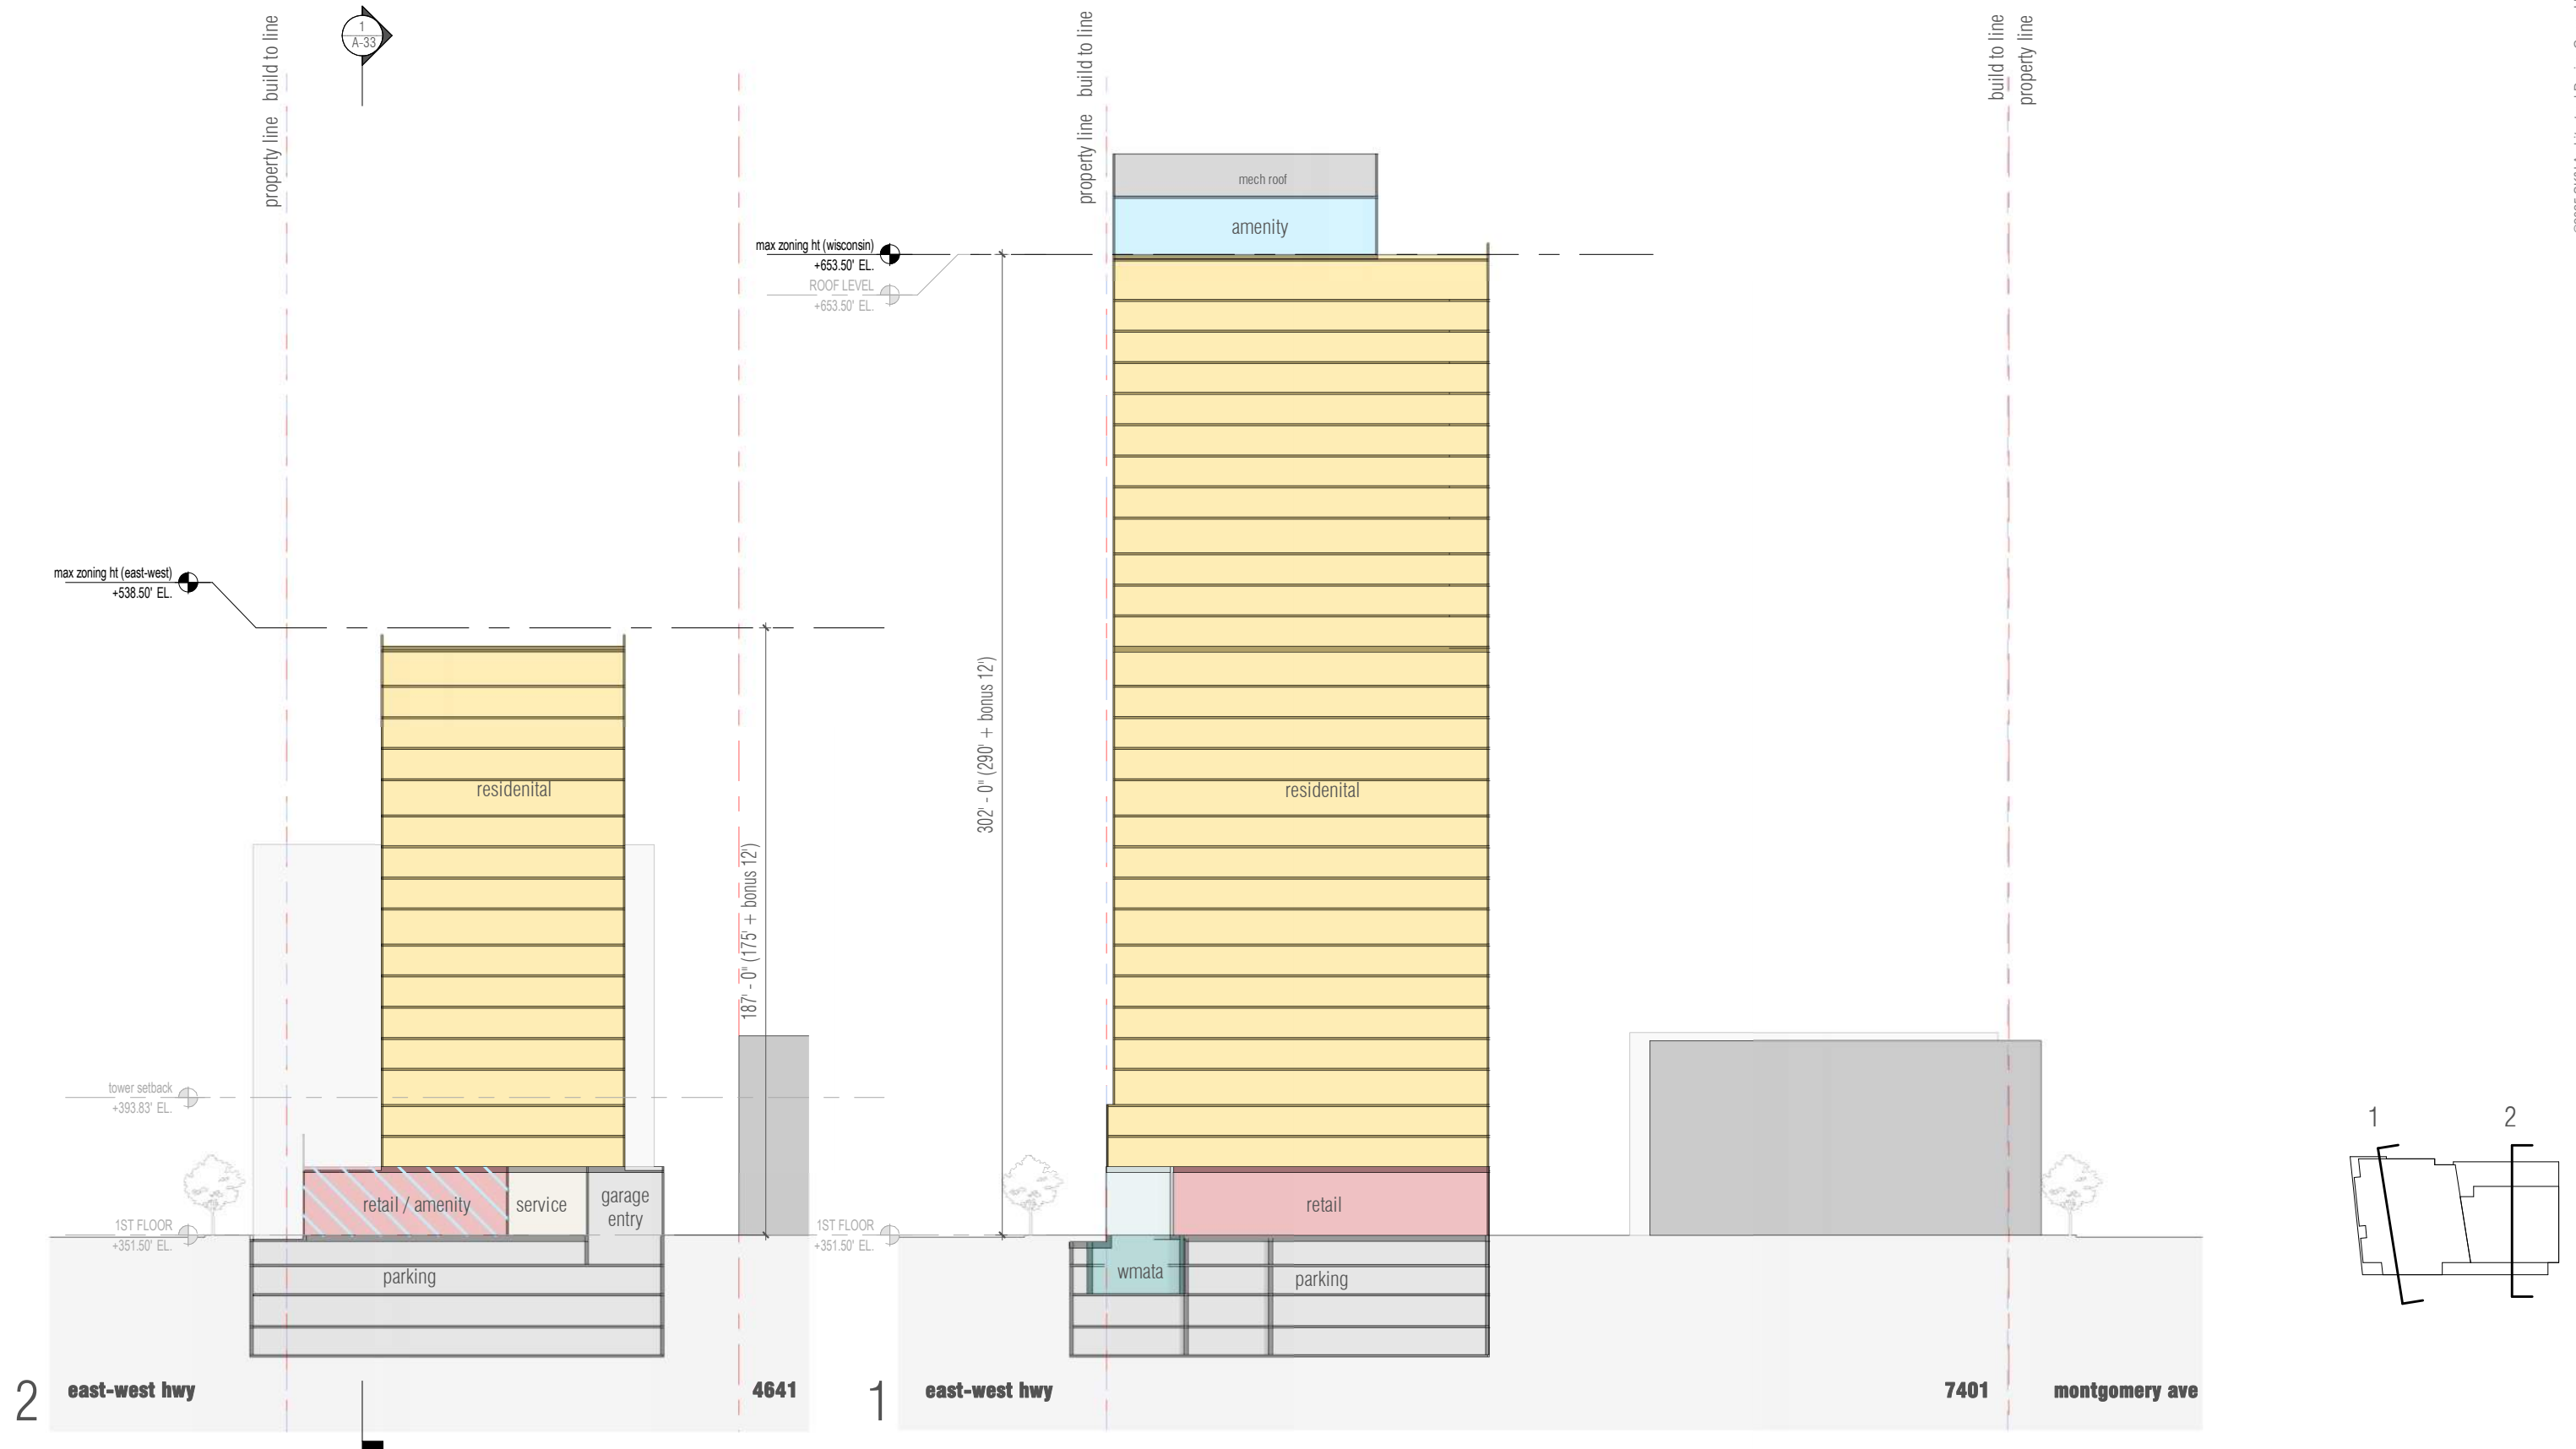 1
A-33
property line   build to line
property line   build to line
build to line
property line
mech roof
amenity
max zoning ht (wisconsin)
+653.50' EL.
ROOF LEVEL
+653.50' EL.
max zoning ht (east-west)
+538.50' EL.
302' - 0" (290' + bonus 12')
187' - 0" (175' + bonus 12')
residenital
residenital
tower setback
+393.83' EL.
1ST FLOOR
+351.50' EL.
retail / amenity
service
garage
entry
1ST FLOOR
+351.50' EL.
retail
parking
wmata
parking
1
2
2
east-west hwy
4641
1
east-west hwy
7401
montgomery ave